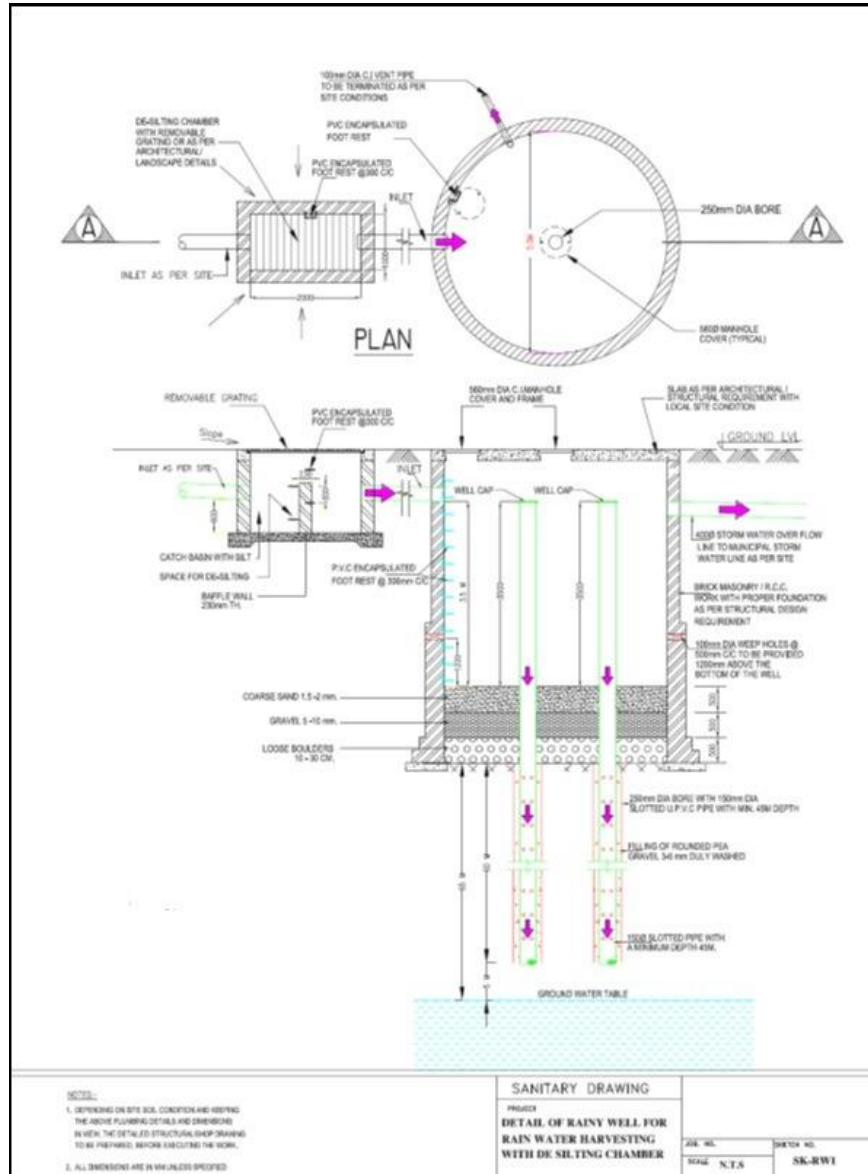 100mm DIA C.I VENT PIPE
TO BE TERMINATED AS PER
SITE CONDITIONS
DE-SILTING CHAMBER
WITH REMOVABLE
GRATING OR AS PER
ARCHITECTURAL/
LANDSCAPE DETAILS
PVC ENCAPSULATED
FOOT REST
PVC ENCAPSULATED
FOOT REST @300 C/C
INLET
A
A
250mm DIA BORE
INLET AS PER SITE
2000
PLAN
560Ø MANHOLE
COVER (TYPICAL)
REMOVABLE GRATING
560mm DIA C.I.MANHOLE
COVER AND FRAME
SLAB AS PER ARCHITECTURAL /
STRUCTURAL REQUIREMENT WITH
LOCAL SITE CONDITION
PVC ENCAPSULATED
FOOT REST @300 C/C
Slope
GROUND LVL
INLET AS PER SITE
INLET
WELL CAP
WELL CAP
600
400Ø STORM WATER OVER FLOW
LINE TO MUNICIPAL STORM
WATER LINE AS PER SITE
CATCH BASIN WITH SILT
SPACE FOR DE-SILTING
BAFFLE WALL
230mm TH.
P.V.C ENCAPSULATED
FOOT REST @ 300mm C/C
3.5 M
3500
3500
BRICK MASONRY / R.C.C.
WORK WITH PROPER FOUNDATION
AS PER STRUCTURAL DESIGN
REQUIREMENT
1200
100mm DIA WEEP HOLES @
500mm C/C TO BE PROVIDED
1200mm ABOVE THE
BOTTOM OF THE WELL
COARSE SAND 1.5 -2 mm.
500
GRAVEL 5 -10 mm.
500
LOOSE BOULDERS
10 - 30 CM.
500
250mm DIA BORE WITH 150mm DIA
SLOTTED U.P.V.C PIPE WITH MIN. 45M DEPTH
FILLING OF ROUNDED PEA
GRAVEL 3-6 mm DULY WASHED
150Ø SLOTTED PIPE WITH
A MINIMUM DEPTH 45M.
5 M
GROUND WATER TABLE
NOTES:-
1. DEPENDING ON SITE SOIL CONDITION AND KEEPING
THE ABOVE PLUMBING DETAILS AND DIMENSIONS
IN VIEW, THE DETAILED STRUCTURAL/SHOP DRAWING
TO BE PREPARED, BEFORE EXECUTING THE WORK.
2. ALL DIMENSIONS ARE IN MM UNLESS SPECIFIED
SANITARY DRAWING
PROJECT
DETAIL OF RAINY WELL FOR
RAIN WATER HARVESTING
WITH DE SILTING CHAMBER
JOB. NO.
SKETCH NO.
SCALE N.T.S
SK-RW1